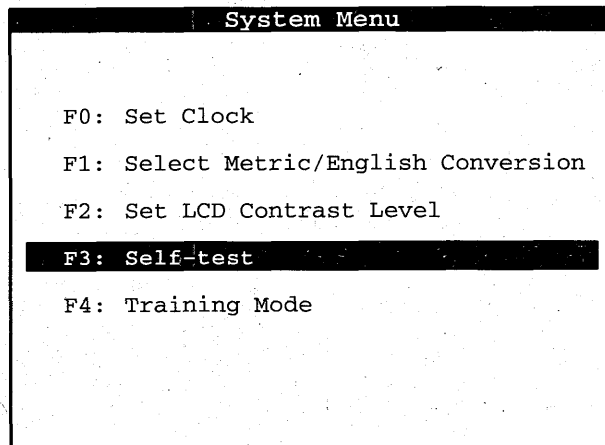 System Menu
F0: Set Clock
F1: Select Metric/English Conversion
F2: Set LCD Contrast Level
F3: Self-test
F4: Training Mode